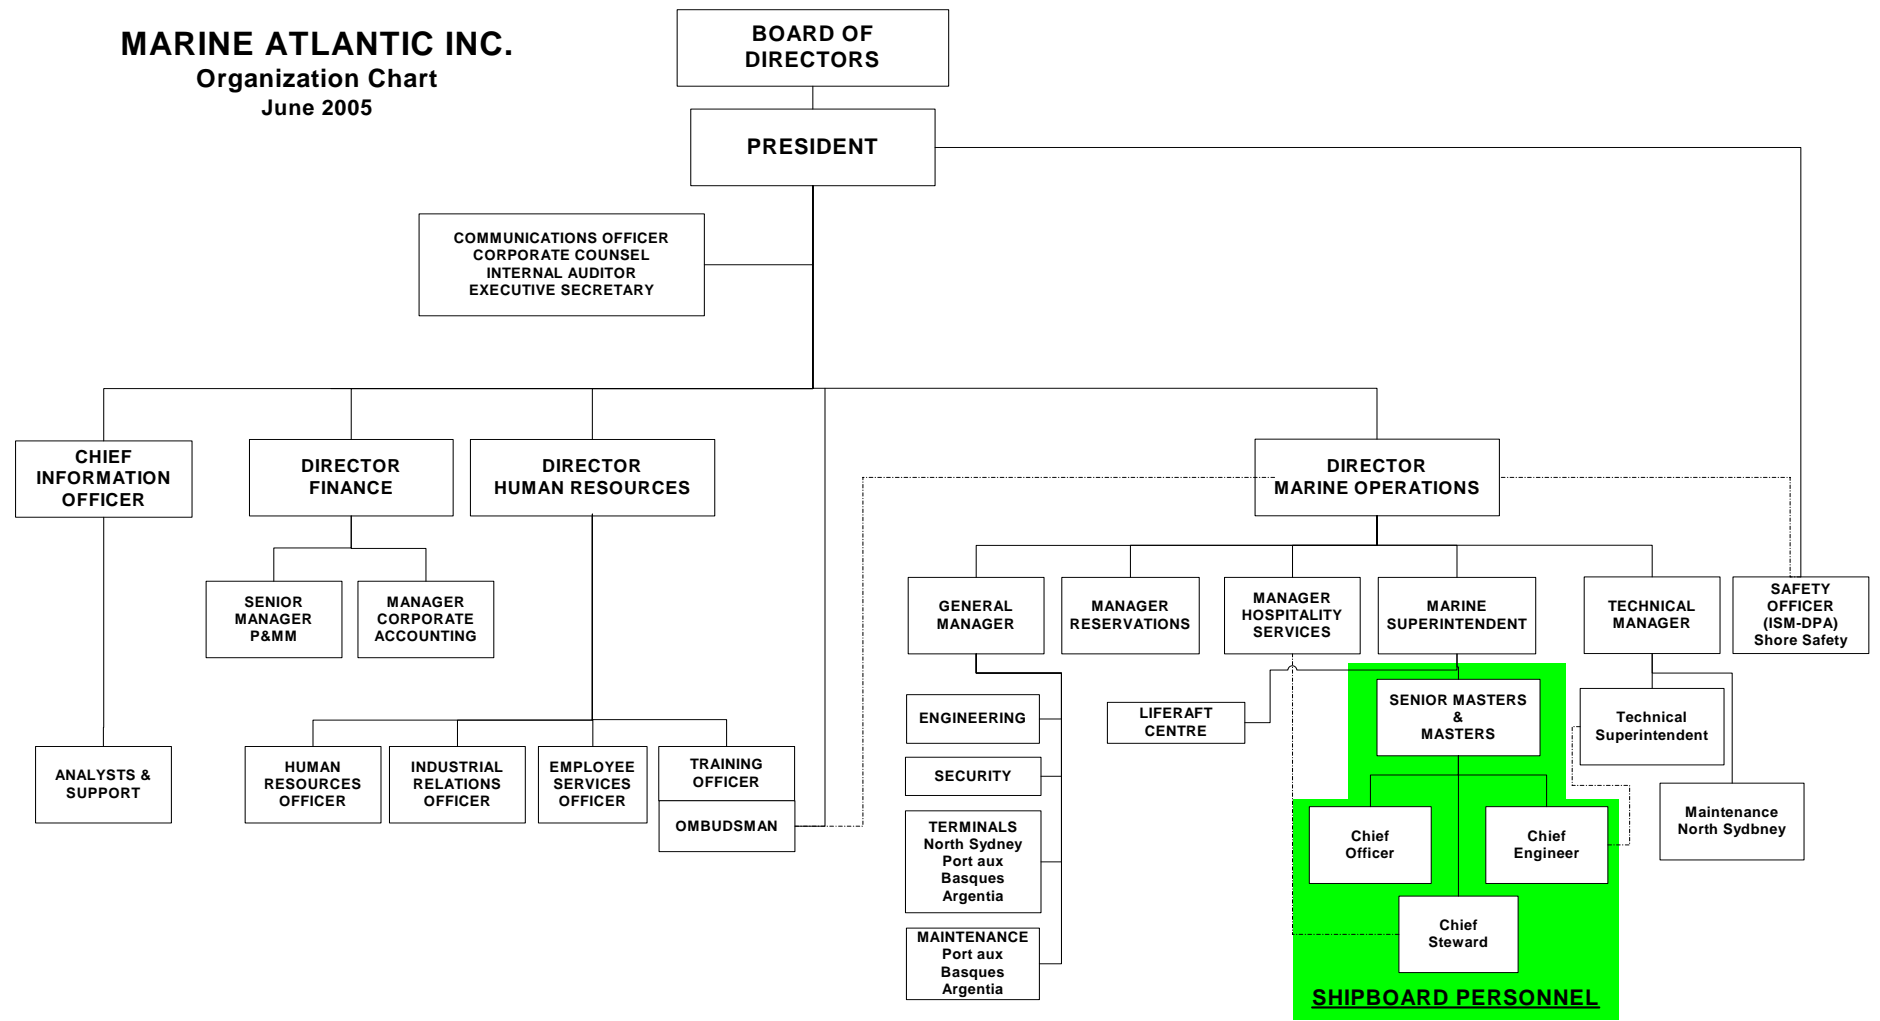 MARINE ATLANTIC INC.
Organization Chart
June 2005
BOARD OF
DIRECTORS
PRESIDENT
COMMUNICATIONS OFFICER
CORPORATE COUNSEL
INTERNAL AUDITOR
EXECUTIVE SECRETARY
CHIEF
INFORMATION
OFFICER
DIRECTOR
FINANCE
DIRECTOR
HUMAN RESOURCES
DIRECTOR
MARINE OPERATIONS
SENIOR
MANAGER
P&MM
MANAGER
CORPORATE
ACCOUNTING
GENERAL
MANAGER
MANAGER
RESERVATIONS
MANAGER
HOSPITALITY
SERVICES
MARINE
SUPERINTENDENT
TECHNICAL
MANAGER
SAFETY
OFFICER
(ISM-DPA)
Shore Safety
ENGINEERING
LIFERAFT
CENTRE
SENIOR MASTERS
&
MASTERS
Technical
Superintendent
ANALYSTS &
SUPPORT
HUMAN
RESOURCES
OFFICER
INDUSTRIAL
RELATIONS
OFFICER
EMPLOYEE
SERVICES
OFFICER
TRAINING
OFFICER
OMBUDSMAN
SECURITY
TERMINALS
North Sydney
Port aux
Basques
Argentia
Chief
Officer
Chief
Engineer
Maintenance
North Sydbney
MAINTENANCE
Port aux
Basques
Argentia
Chief
Steward
SHIPBOARD PERSONNEL